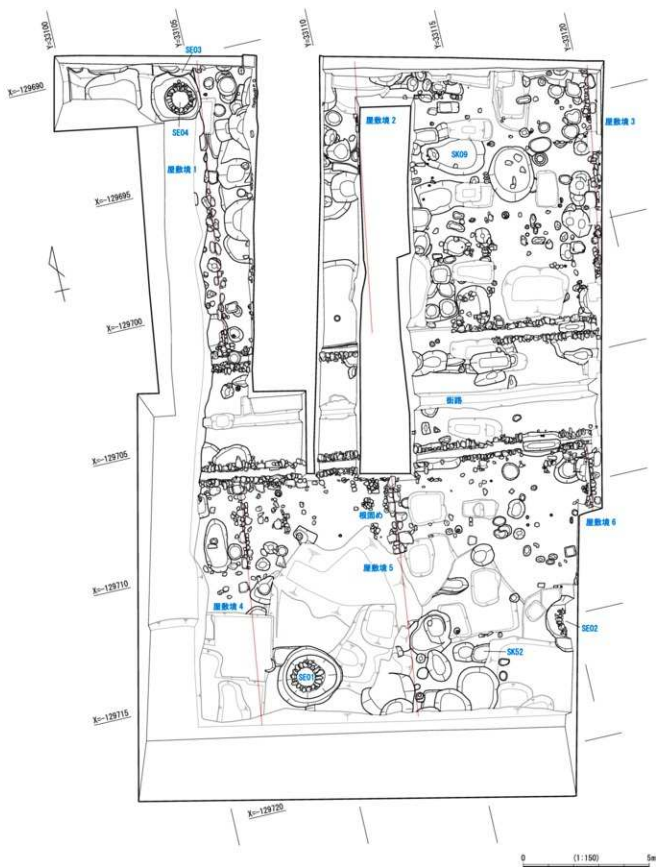 Y=-33100
Y=-33105
Y=-33110
Y=-33115
Y=-33120
SE03
X=-129690
SE04
屋敷境 1
屋敷境 2
屋敷境 3
SK09
X=-129695
X=-129700
街路
X=-129705
根固め
屋敷境 6
屋敷境 5
X=-129710
屋敷境 4
SE02
SK52
SE01
X=-129715
X=-129720
0 (1:150) 5m